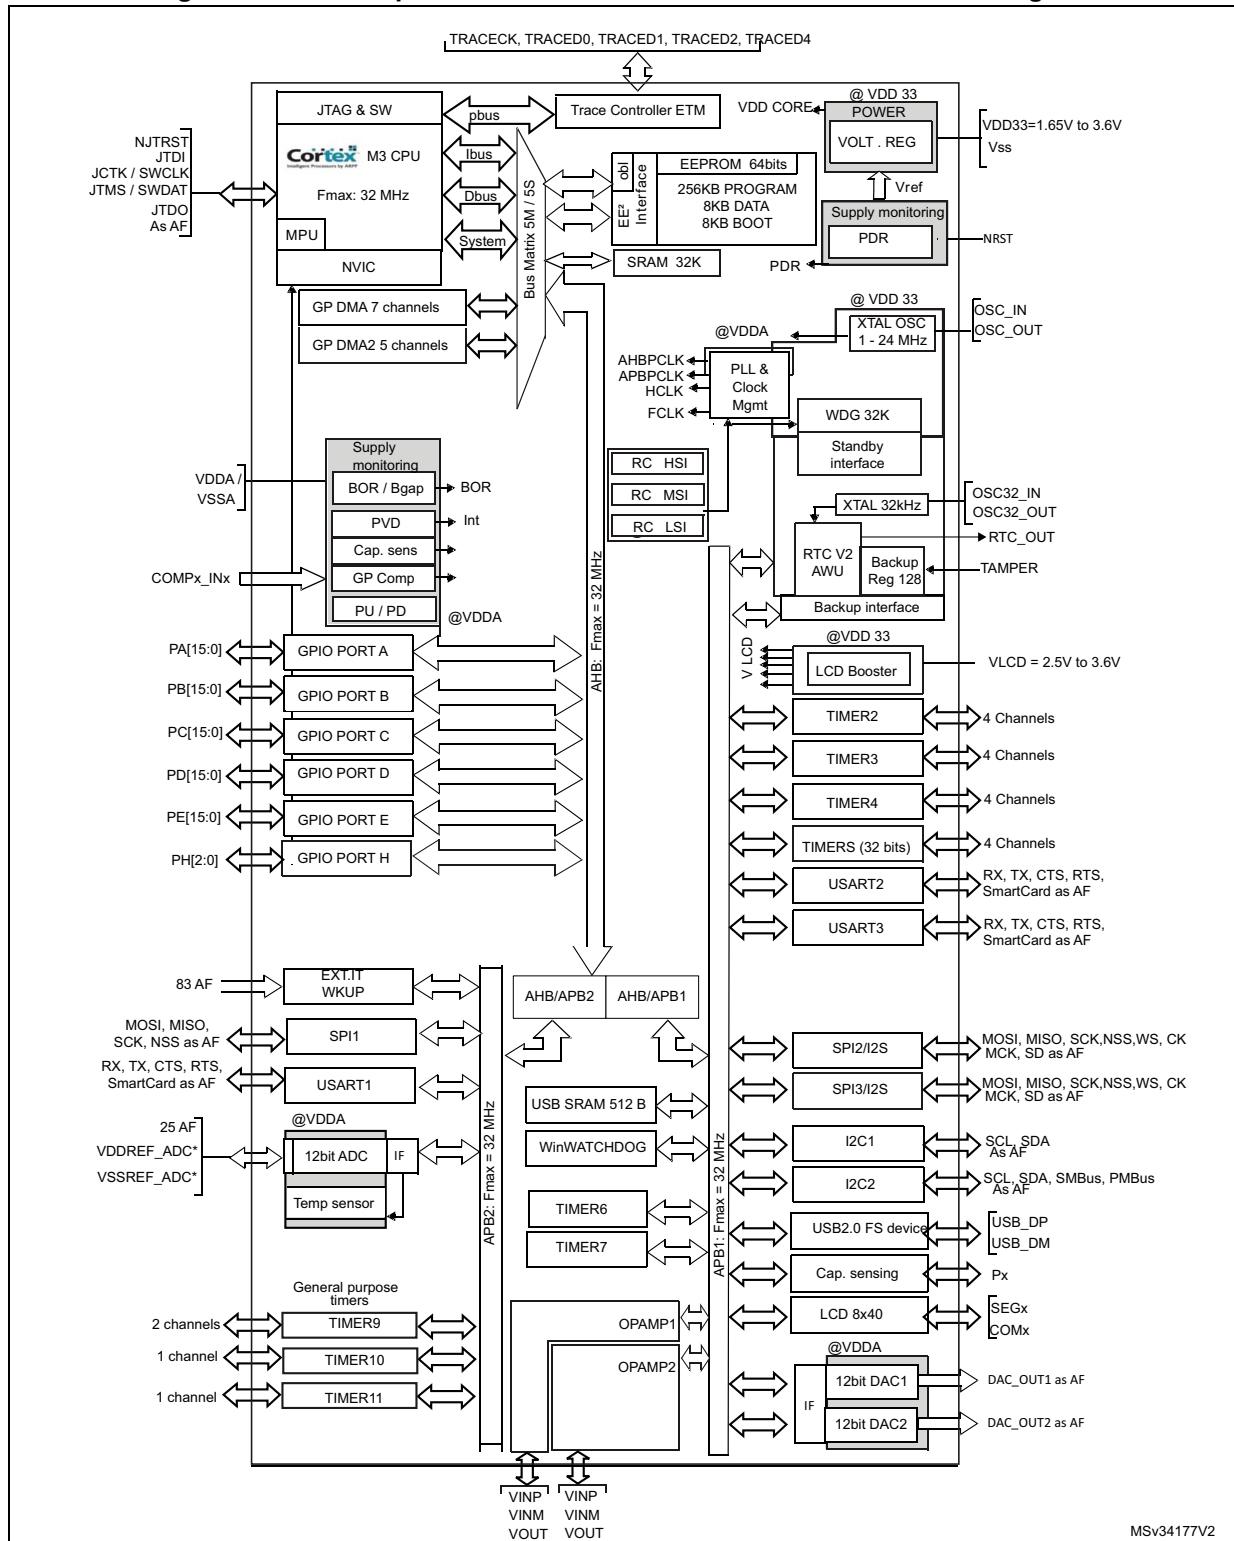 TRACECK, TRACED0, TRACED1, TRACED2, TRACED4
JTAG & SW
pbus
Trace Controller ETM
VDD CORE
@ VDD 33
POWER
VOLT . REG
VDD33=1.65V to 3.6V
Vss
NJTRST
JTDI
JCTK / SWCLK
JTMS / SWDAT
JTDO
As AF
Cortex
M3 CPU
Fmax: 32 MHz
MPU
NVIC
Ibus
Dbus
System
Bus Matrix 5M / 5S
EE² Interface
obl
EEPROM 64bits
256KB PROGRAM
8KB DATA
8KB BOOT
SRAM 32K
Vref
Supply monitoring
PDR
NRST
PDR
GP DMA 7 channels
GP DMA2 5 channels
@ VDD 33
XTAL OSC
1 - 24 MHz
OSC_IN
OSC_OUT
@VDDA
AHBPCLK
APBPCLK
HCLK
FCLK
PLL &
Clock
Mgmt
WDG 32K
Standby
interface
RC HSI
RC MSI
RC LSI
XTAL 32kHz
OSC32_IN
OSC32_OUT
RTC V2
AWU
RTC_OUT
Backup
Reg 128
TAMPER
Backup interface
Supply
monitoring
VDDA /
VSSA
BOR / Bgap
BOR
PVD
Int
Cap. sens
COMPx_INx
GP Comp
PU / PD
@VDDA
AHB: Fmax = 32 MHz
@VDD 33
V LCD
LCD Booster
VLCD = 2.5V to 3.6V
PA[15:0]
GPIO PORT A
PB[15:0]
GPIO PORT B
PC[15:0]
GPIO PORT C
PD[15:0]
GPIO PORT D
PE[15:0]
GPIO PORT E
PH[2:0]
GPIO PORT H
TIMER2
4 Channels
TIMER3
4 Channels
TIMER4
4 Channels
TIMERS (32 bits)
4 Channels
USART2
RX, TX, CTS, RTS,
SmartCard as AF
USART3
RX, TX, CTS, RTS,
SmartCard as AF
83 AF
EXT.IT
WKUP
AHB/APB2
AHB/APB1
MOSI, MISO,
SCK, NSS as AF
SPI1
RX, TX, CTS, RTS,
SmartCard as AF
USART1
SPI2/I2S
MOSI, MISO, SCK,NSS,WS, CK
MCK, SD as AF
SPI3/I2S
MOSI, MISO, SCK,NSS,WS, CK
MCK, SD as AF
USB SRAM 512 B
WinWATCHDOG
@VDDA
25 AF
VDDREF_ADC*
VSSREF_ADC*
12bit ADC
IF
Temp sensor
APB2: Fmax = 32 MHz
APB1: Fmax = 32 MHz
I2C1
SCL, SDA
As AF
I2C2
SCL, SDA, SMBus, PMBus
As AF
TIMER6
TIMER7
USB2.0 FS device
USB_DP
USB_DM
Cap. sensing
Px
General purpose
timers
2 channels
TIMER9
1 channel
TIMER10
1 channel
TIMER11
OPAMP1
OPAMP2
LCD 8x40
SEGx
COMx
@VDDA
IF
12bit DAC1
DAC_OUT1 as AF
12bit DAC2
DAC_OUT2 as AF
VINP
VINM
VOUT
VINP
VINM
VOUT
MSv34177V2